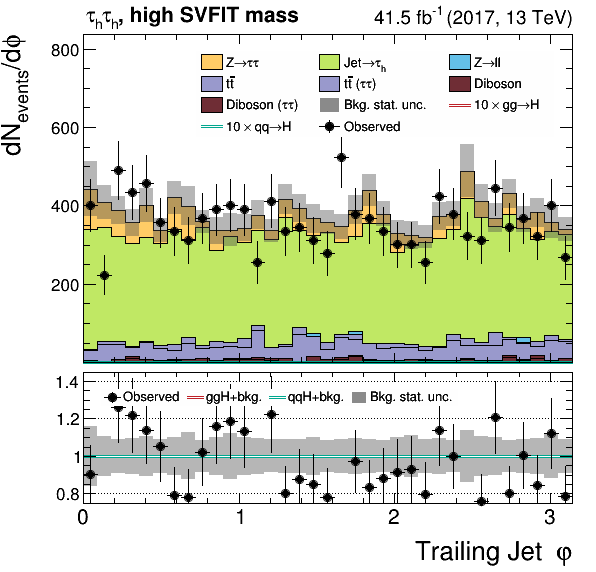 τhτh, high SVFIT mass 41.5 fb⁻¹ (2017, 13 TeV)
dNevents/dϕ
800
600
400
200
Z→ττ Jet→τh Z→ll
tt̄ tt̄ (ττ) Diboson
Diboson (ττ) Bkg. stat. unc. 10 × gg→H
10 × qq→H Observed
1.4
1.2
1
0.8
Observed ggH+bkg. qqH+bkg. Bkg. stat. unc.
0 1 2 3
Trailing Jet φ